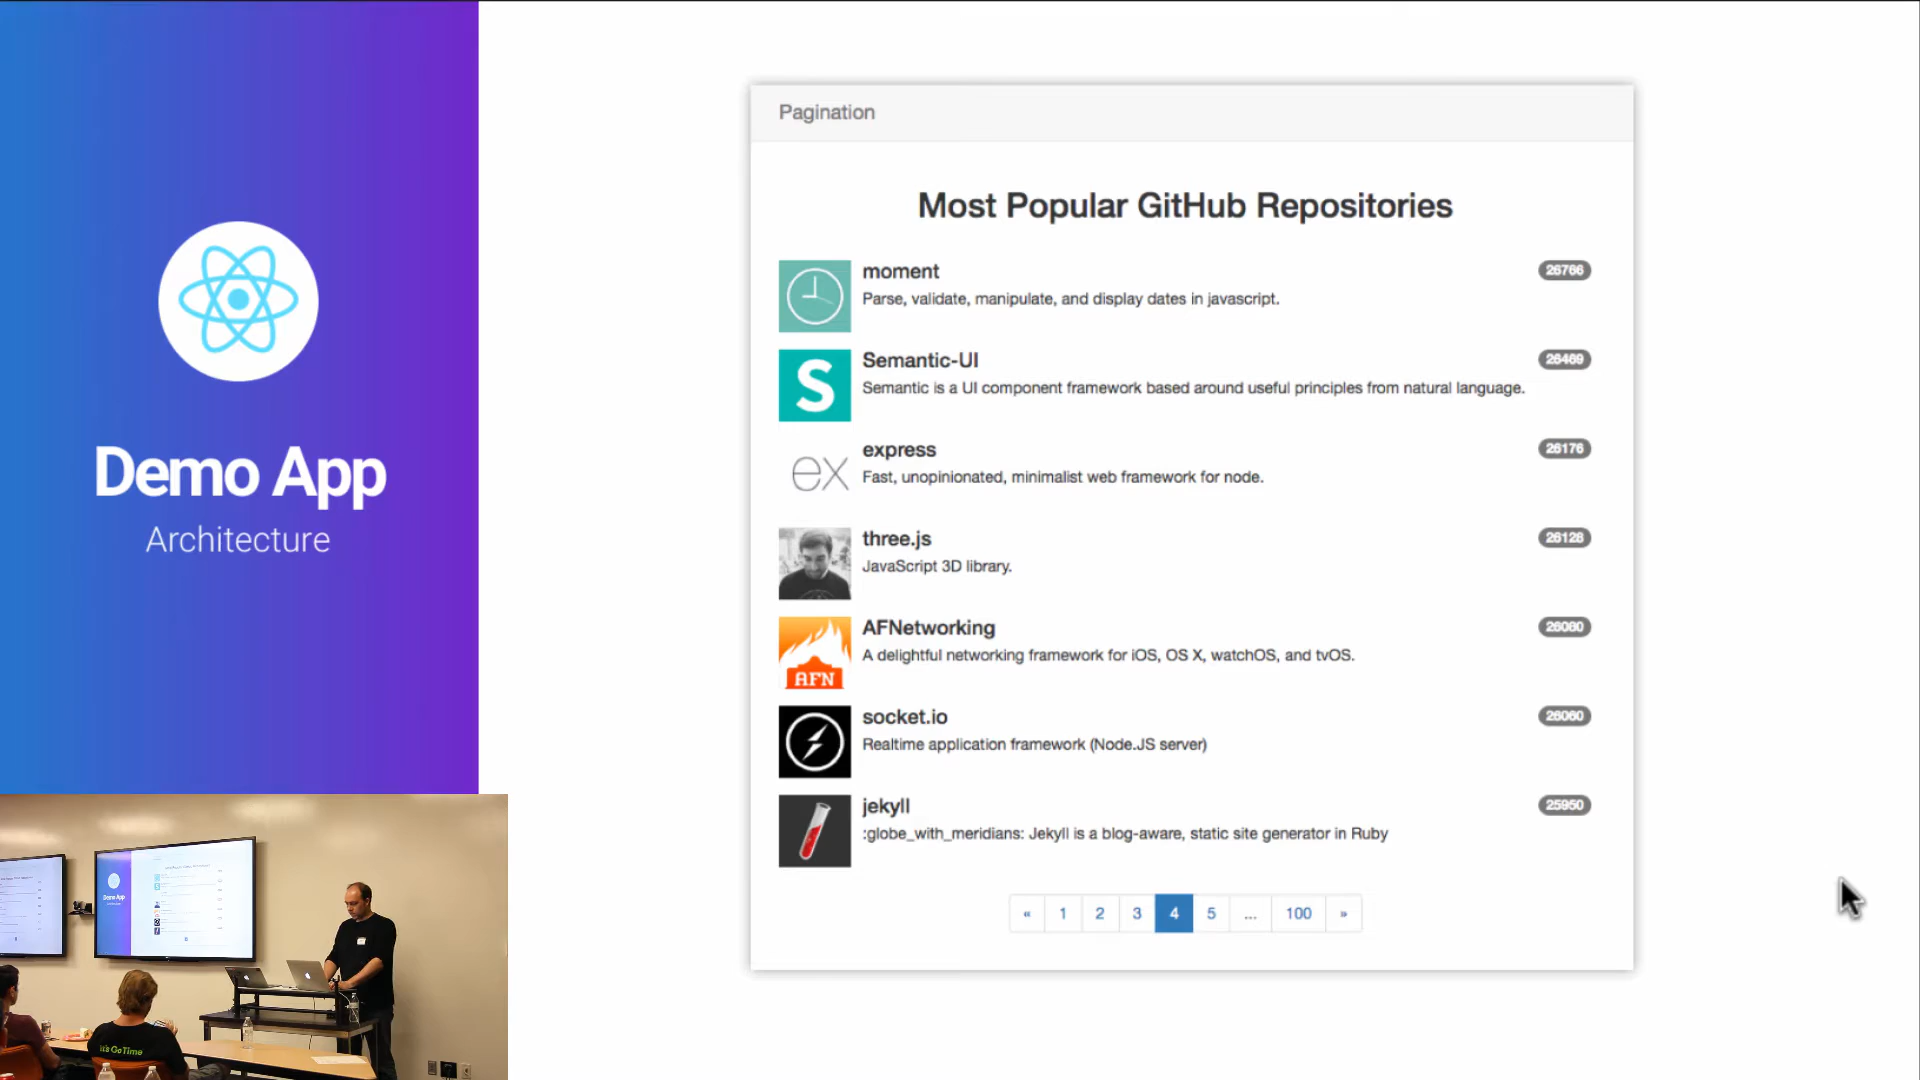 Demo App
Architecture
Pagination
Most Popular GitHub Repositories
moment
26766
Parse, validate, manipulate, and display dates in javascript.
S
Semantic-UI
26469
Semantic is a UI component framework based around useful principles from natural language.
ex
express
26176
Fast, unopinionated, minimalist web framework for node.
three.js
26128
JavaScript 3D library.
AFN
AFNetworking
26080
A delightful networking framework for iOS, OS X, watchOS, and tvOS.
socket.io
26060
Realtime application framework (Node.JS server)
jekyll
25950
:globe_with_meridians: Jekyll is a blog-aware, static site generator in Ruby
« 1 2 3 4 5 ... 100 »
Demo App
It's GoTime